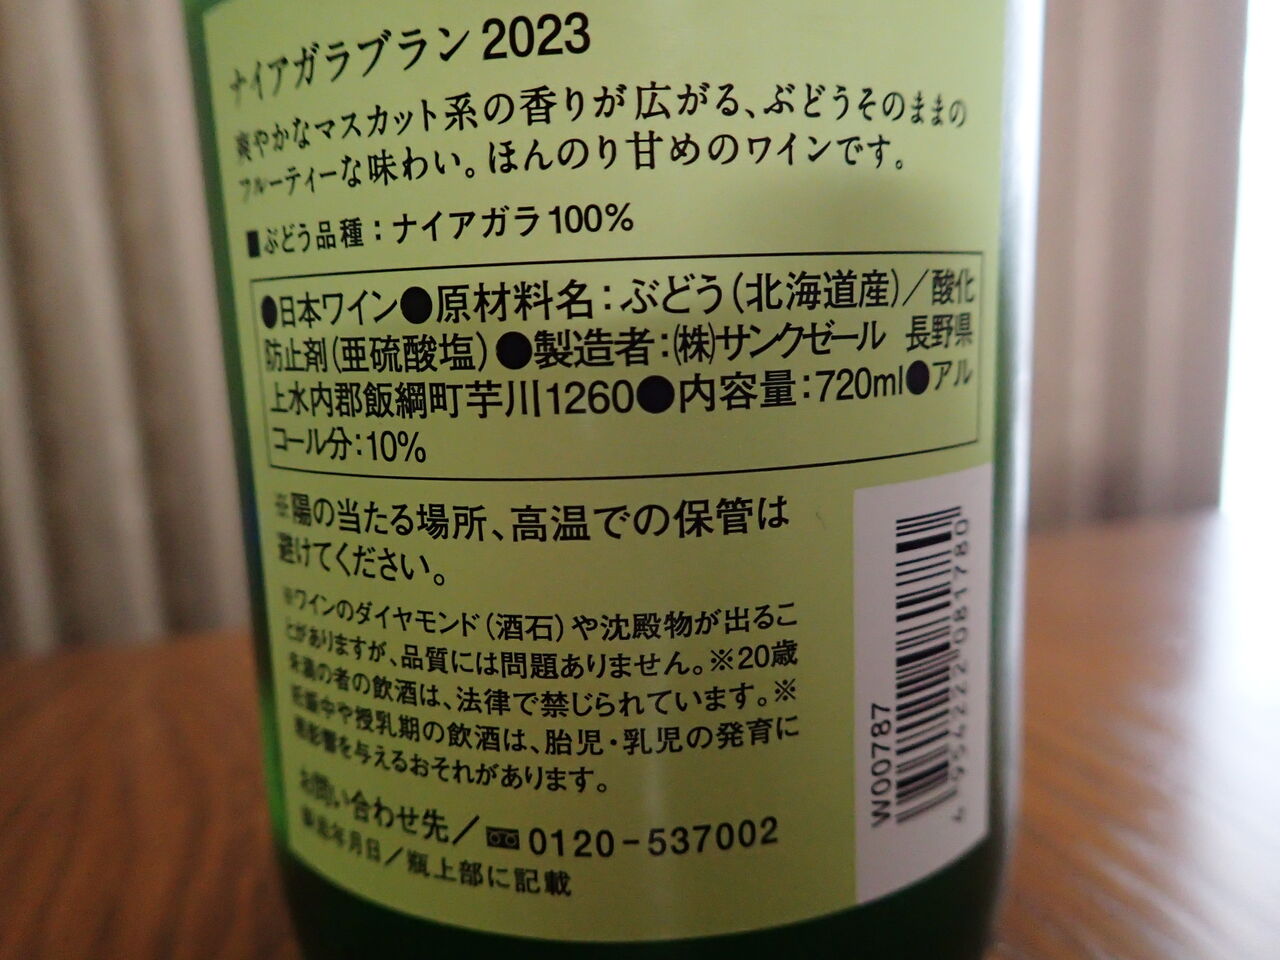 ナイアガラブラン 2023
爽やかなマスカット系の香りが広がる、ぶどうそのままの
フルーティーな味わい。ほんのり甘めのワインです。
■ぶどう品種：ナイアガラ100%
●日本ワイン●原材料名：ぶどう（北海道産）／酸化
防止剤（亜硫酸塩）●製造者：㈱サンクゼール 長野県
上水内郡飯綱町芋川1260●内容量：720ml●アル
コール分：10%
※陽の当たる場所、高温での保管は
避けてください。
※ワインのダイヤモンド（酒石）や沈殿物が出るこ
とがありますが、品質には問題ありません。※20歳
未満の者の飲酒は、法律で禁じられています。※
妊娠中や授乳期の飲酒は、胎児・乳児の発育に
悪影響を与えるおそれがあります。
お問い合わせ先／0120-537002
製造年月日／瓶上部に記載
W00787
4954222081780